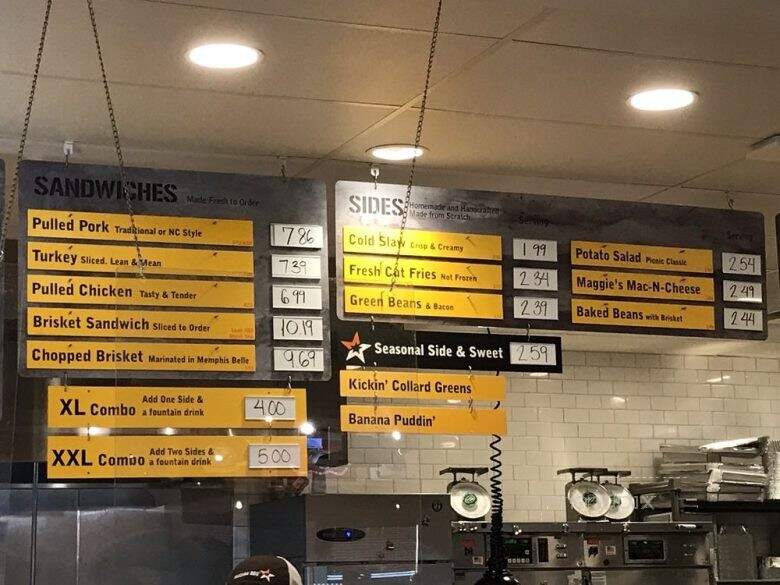 SANDWICHES Made Fresh to Order
Pulled Pork Traditional or NC Style 7 86
Turkey Sliced, Lean & Mean 7 39
Pulled Chicken Tasty & Tender 6 99
Brisket Sandwich Sliced to Order 10 19
Chopped Brisket Marinated in Memphis Belle 9 69
XL Combo Add One Side &
a fountain drink 4 00
XXL Combo Add Two Sides &
a fountain drink 5 00
SIDES Homemade and Handcrafted
Made from Scratch
Serving
Cold Slaw Crisp & Creamy 1 99
Fresh Cut Fries Not Frozen 2 34
Green Beans & Bacon 2 39
Serving
Potato Salad Picnic Classic 2 54
Maggie's Mac-N-Cheese 2 49
Baked Beans with Brisket 2 44
Seasonal Side & Sweet 2 59
Kickin' Collard Greens
Banana Puddin'